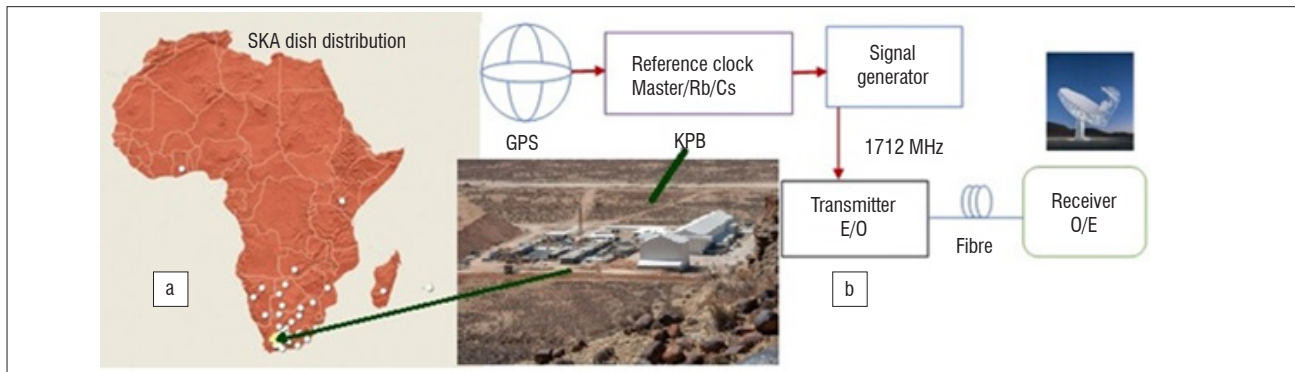 SKA dish distribution
a
GPS
Reference clock
Master/Rb/Cs
KPB
Signal
generator
1712 MHz
Transmitter
E/O
Fibre
Receiver
O/E
b